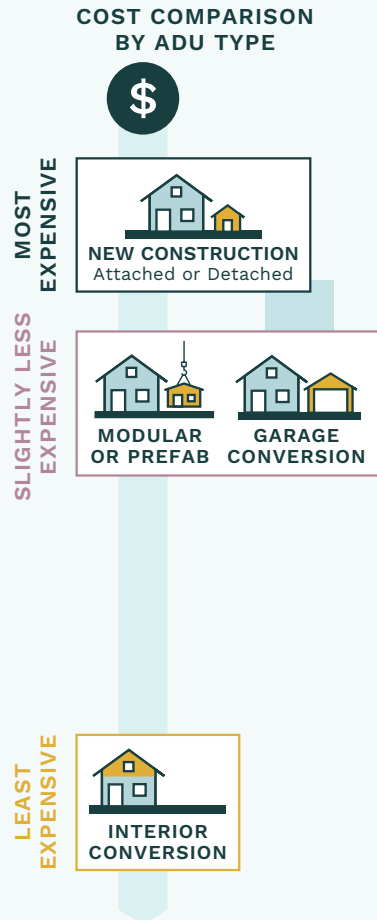 COST COMPARISON
BY ADU TYPE
$
MOST
EXPENSIVE
NEW CONSTRUCTION
Attached or Detached
SLIGHTLY LESS
EXPENSIVE
MODULAR
OR PREFAB
GARAGE
CONVERSION
LEAST
EXPENSIVE
INTERIOR
CONVERSION